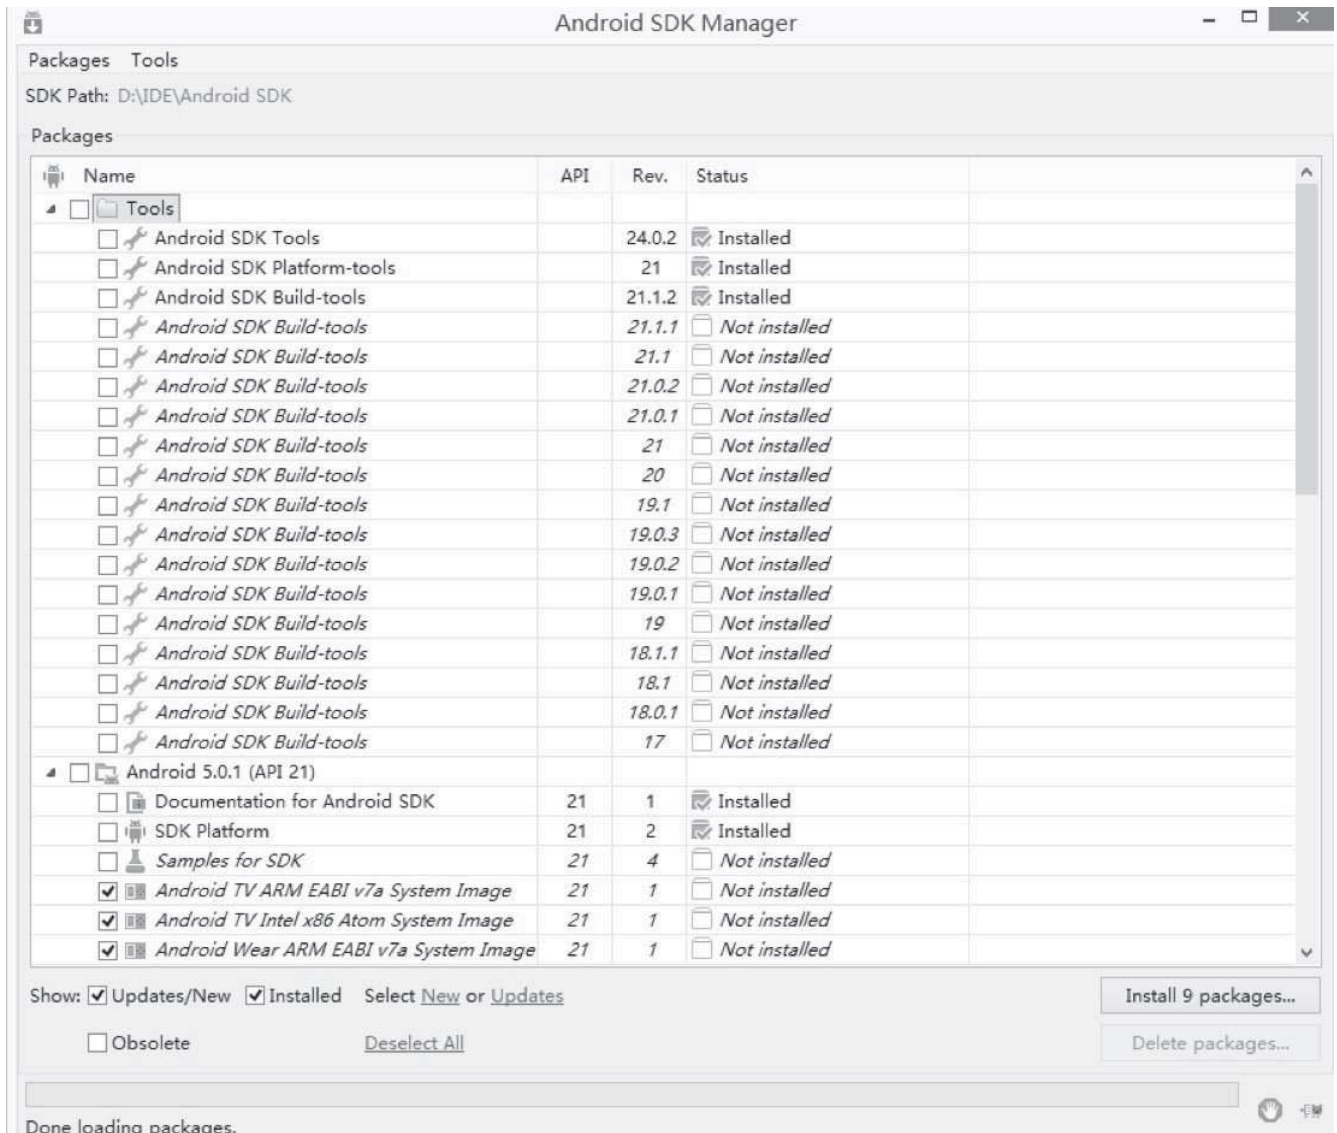 Android SDK Manager
Packages Tools
SDK Path: D:\IDE\Android SDK
Packages
Name API Rev. Status
Tools
Android SDK Tools 24.0.2 Installed
Android SDK Platform-tools 21 Installed
Android SDK Build-tools 21.1.2 Installed
Android SDK Build-tools 21.1.1 Not installed
Android SDK Build-tools 21.1 Not installed
Android SDK Build-tools 21.0.2 Not installed
Android SDK Build-tools 21.0.1 Not installed
Android SDK Build-tools 21 Not installed
Android SDK Build-tools 20 Not installed
Android SDK Build-tools 19.1 Not installed
Android SDK Build-tools 19.0.3 Not installed
Android SDK Build-tools 19.0.2 Not installed
Android SDK Build-tools 19.0.1 Not installed
Android SDK Build-tools 19 Not installed
Android SDK Build-tools 18.1.1 Not installed
Android SDK Build-tools 18.1 Not installed
Android SDK Build-tools 18.0.1 Not installed
Android SDK Build-tools 17 Not installed
Android 5.0.1 (API 21)
Documentation for Android SDK 21 1 Installed
SDK Platform 21 2 Installed
Samples for SDK 21 4 Not installed
Android TV ARM EABI v7a System Image 21 1 Not installed
Android TV Intel x86 Atom System Image 21 1 Not installed
Android Wear ARM EABI v7a System Image 21 1 Not installed
Show: Updates/New Installed Select New or Updates Install 9 packages...
Obsolete Deselect All Delete packages...
Done loading packages.